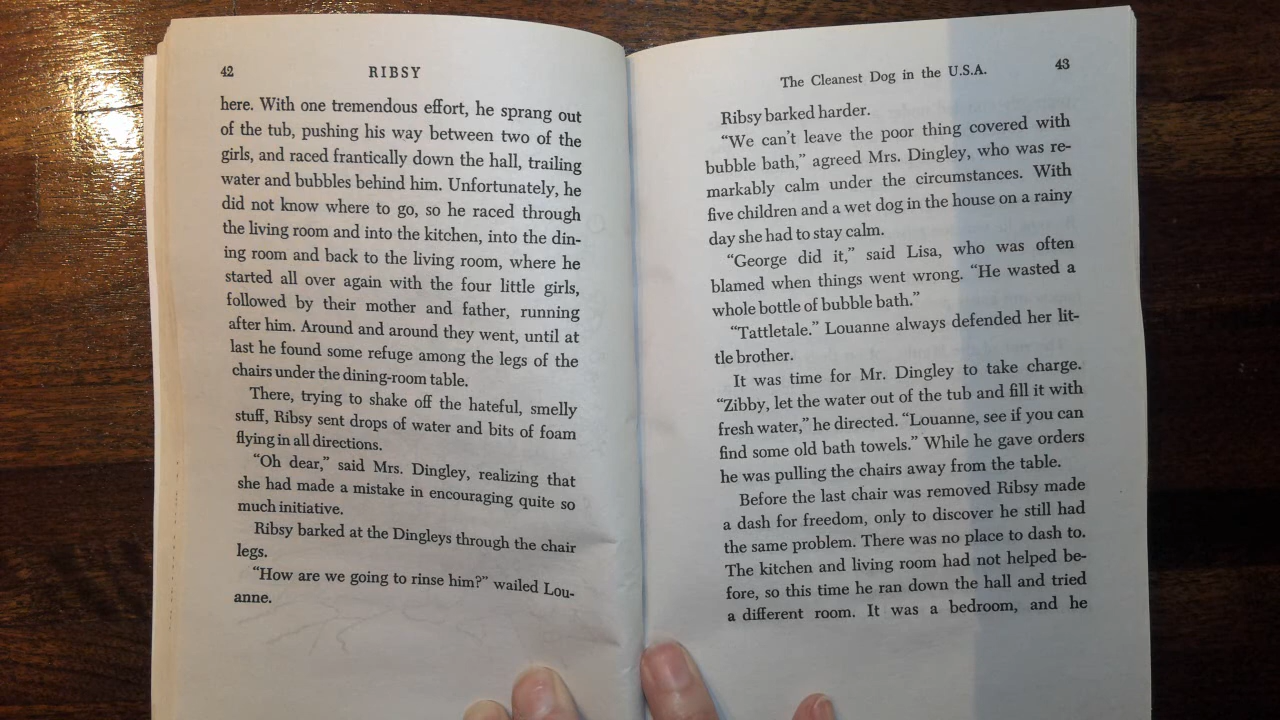 42 RIBSY
here. With one tremendous effort, he sprang out
of the tub, pushing his way between two of the
girls, and raced frantically down the hall, trailing
water and bubbles behind him. Unfortunately, he
did not know where to go, so he raced through
the living room and into the kitchen, into the din-
ing room and back to the living room, where he
started all over again with the four little girls,
followed by their mother and father, running
after him. Around and around they went, until at
last he found some refuge among the legs of the
chairs under the dining-room table.
There, trying to shake off the hateful, smelly
stuff, Ribsy sent drops of water and bits of foam
flying in all directions.
“Oh dear,” said Mrs. Dingley, realizing that
she had made a mistake in encouraging quite so
much initiative.
Ribsy barked at the Dingleys through the chair
legs.
“How are we going to rinse him?” wailed Lou-
anne.
The Cleanest Dog in the U.S.A. 43
Ribsy barked harder.
“We can’t leave the poor thing covered with
bubble bath,” agreed Mrs. Dingley, who was re-
markably calm under the circumstances. With
five children and a wet dog in the house on a rainy
day she had to stay calm.
“George did it,” said Lisa, who was often
blamed when things went wrong. “He wasted a
whole bottle of bubble bath.”
“Tattletale.” Louanne always defended her lit-
tle brother.
It was time for Mr. Dingley to take charge.
“Zibby, let the water out of the tub and fill it with
fresh water,” he directed. “Louanne, see if you can
find some old bath towels.” While he gave orders
he was pulling the chairs away from the table.
Before the last chair was removed Ribsy made
a dash for freedom, only to discover he still had
the same problem. There was no place to dash to.
The kitchen and living room had not helped be-
fore, so this time he ran down the hall and tried
a different room. It was a bedroom, and he